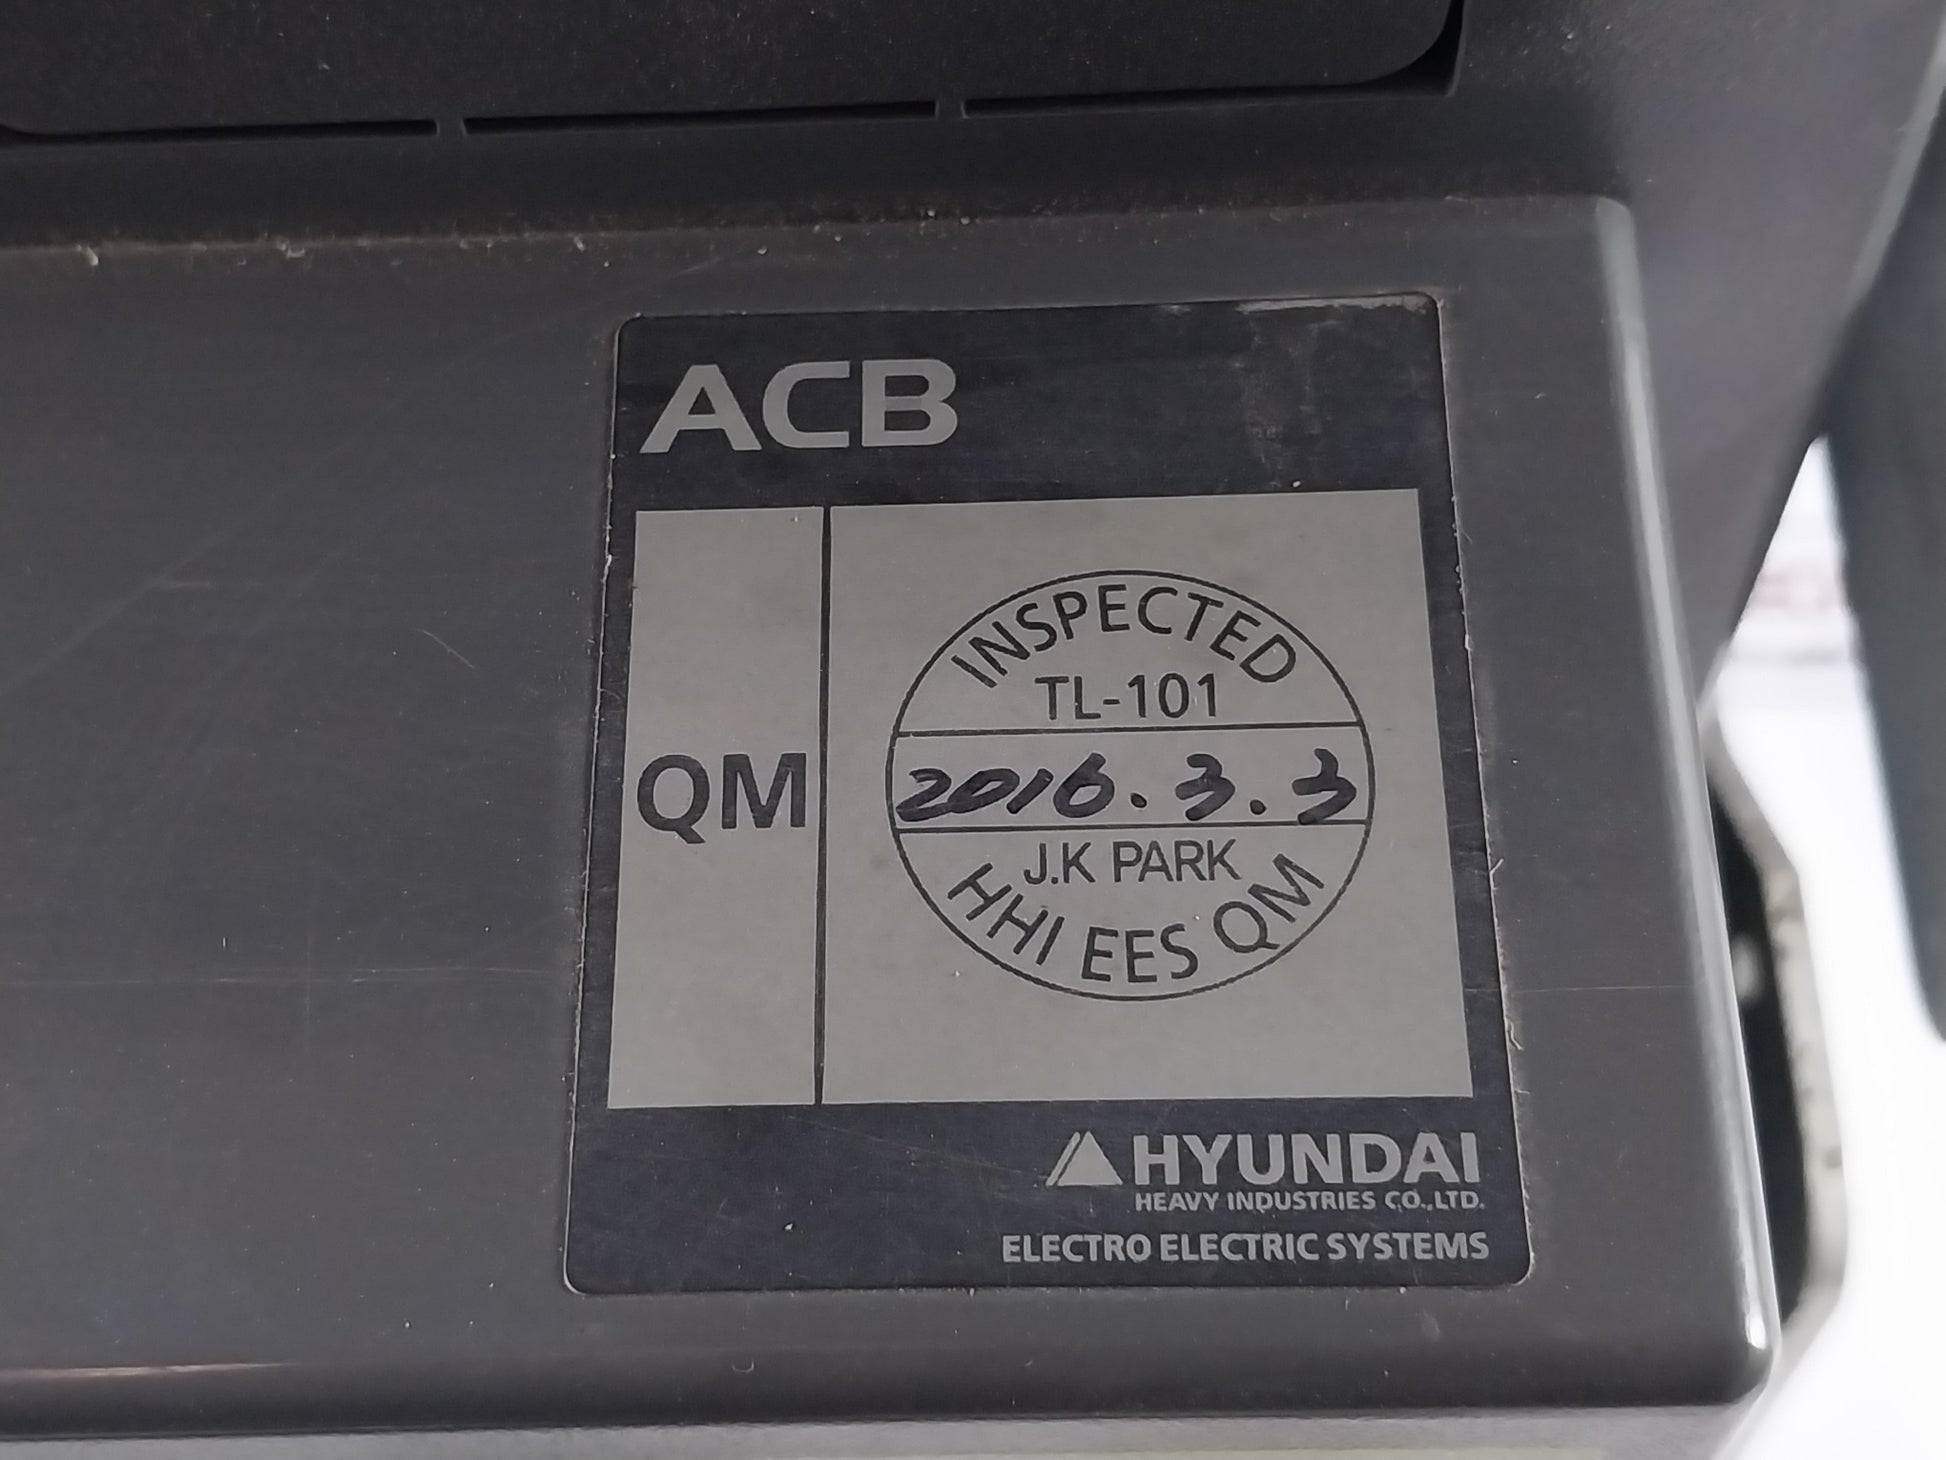 ACB
QM
INSPECTED
TL-101
2016.3.3
J.K PARK
HHI EES QM
HYUNDAI
HEAVY INDUSTRIES CO.,LTD.
ELECTRO ELECTRIC SYSTEMS